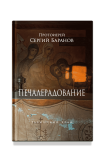 Протоиерей
Сергий Баранов
ПЕЧАЛЕРАДОВАНИЕ